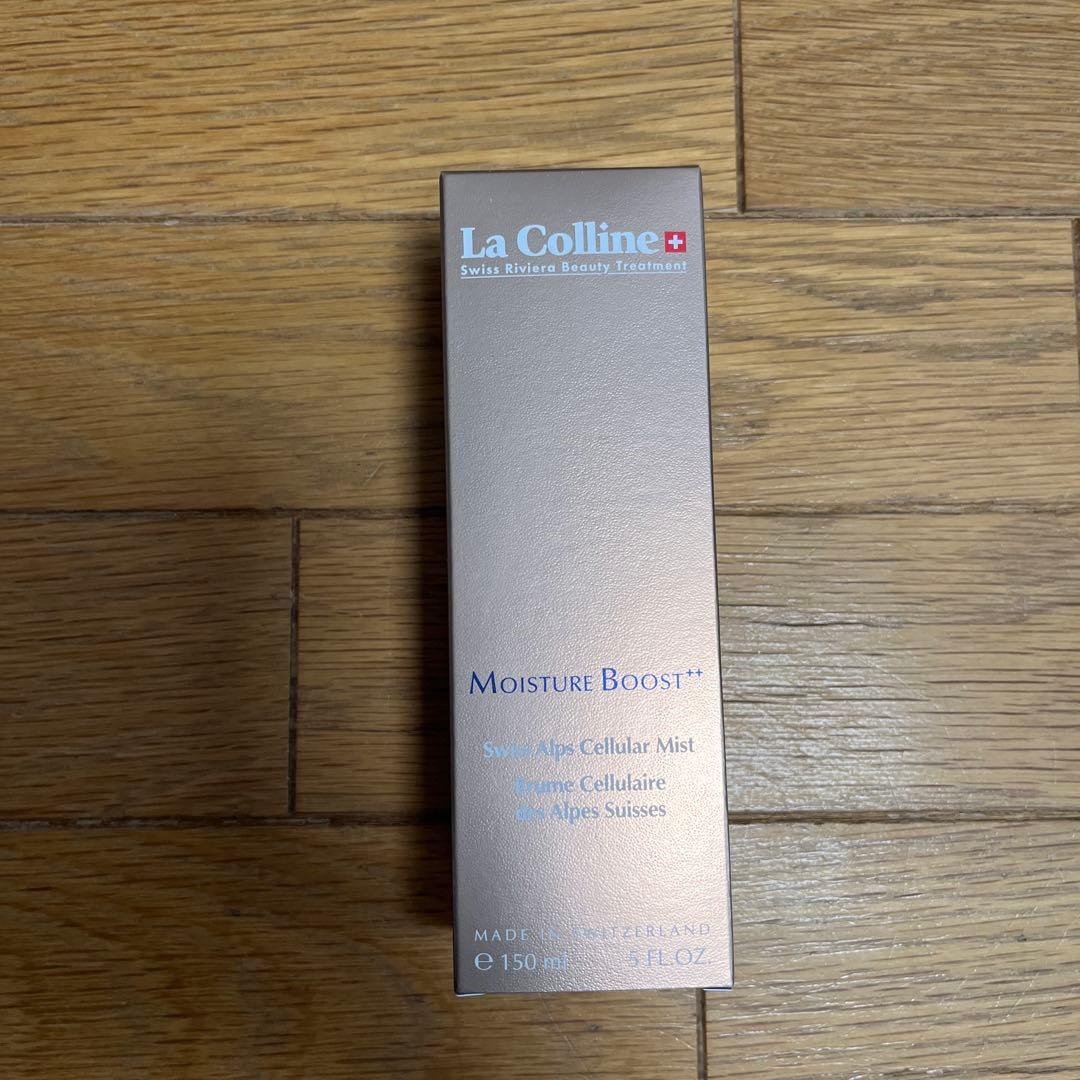 La Colline
Swiss Riviera Beauty Treatment
MOISTURE BOOST++
Swiss Alps Cellular Mist
Brume Cellulaire
des Alpes Suisses
MADE IN SWITZERLAND
℮ 150 ml 5 FL.OZ.